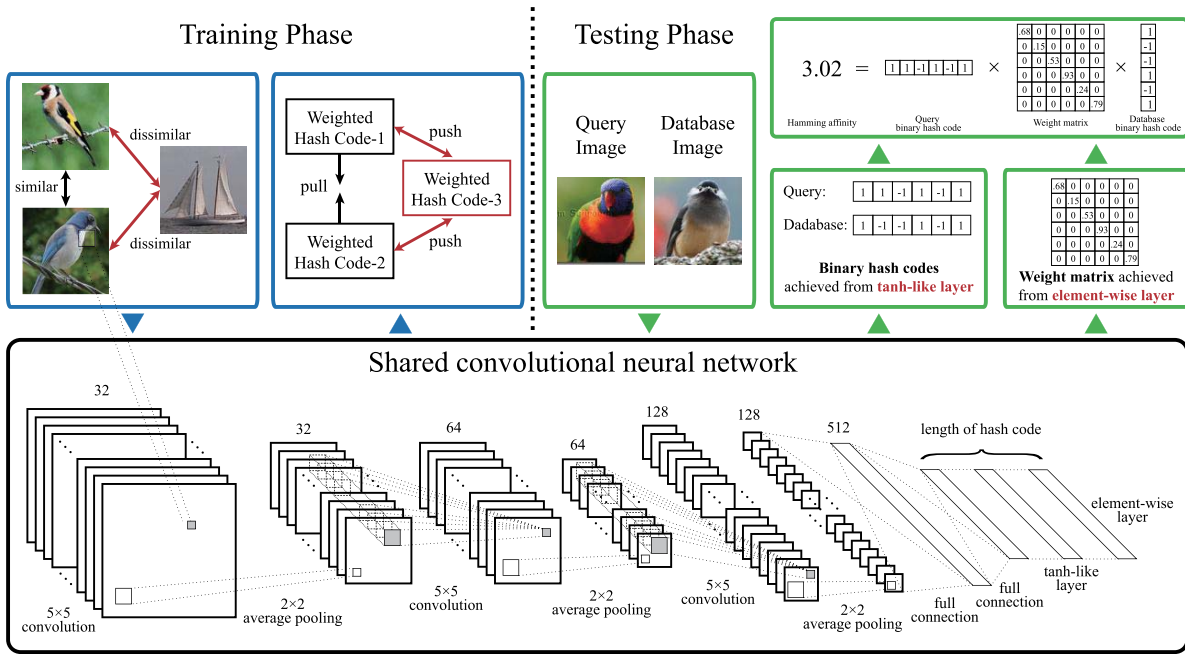 Training Phase
Testing Phase
dissimilar
similar
dissimilar
Weighted
Hash Code-1
push
pull
Weighted
Hash Code-3
Weighted
Hash Code-2
push
Query
Image
Database
Image
3.02 =
1 1 -1 1 -1 1
×
.68 0 0 0 0 0
0 .15 0 0 0 0
0 0 .53 0 0 0
0 0 0 .93 0 0
0 0 0 0 .24 0
0 0 0 0 0 .79
×
1
-1
-1
1
-1
1
Hamming affinity
Query
binary hash code
Weight matrix
Database
binary hash code
Query:
1 1 -1 1 -1 1
Dadabase:
1 -1 -1 1 -1 1
Binary hash codes
achieved from tanh-like layer
.68 0 0 0 0 0
0 .15 0 0 0 0
0 0 .53 0 0 0
0 0 0 .93 0 0
0 0 0 0 .24 0
0 0 0 0 0 .79
Weight matrix achieved
from element-wise layer
Shared convolutional neural network
32
32
64
64
128
128
512
length of hash code
5×5
convolution
2×2
average pooling
5×5
convolution
2×2
average pooling
5×5
convolution
2×2
average pooling
full
connection
full
connection
tanh-like
layer
element-wise
layer